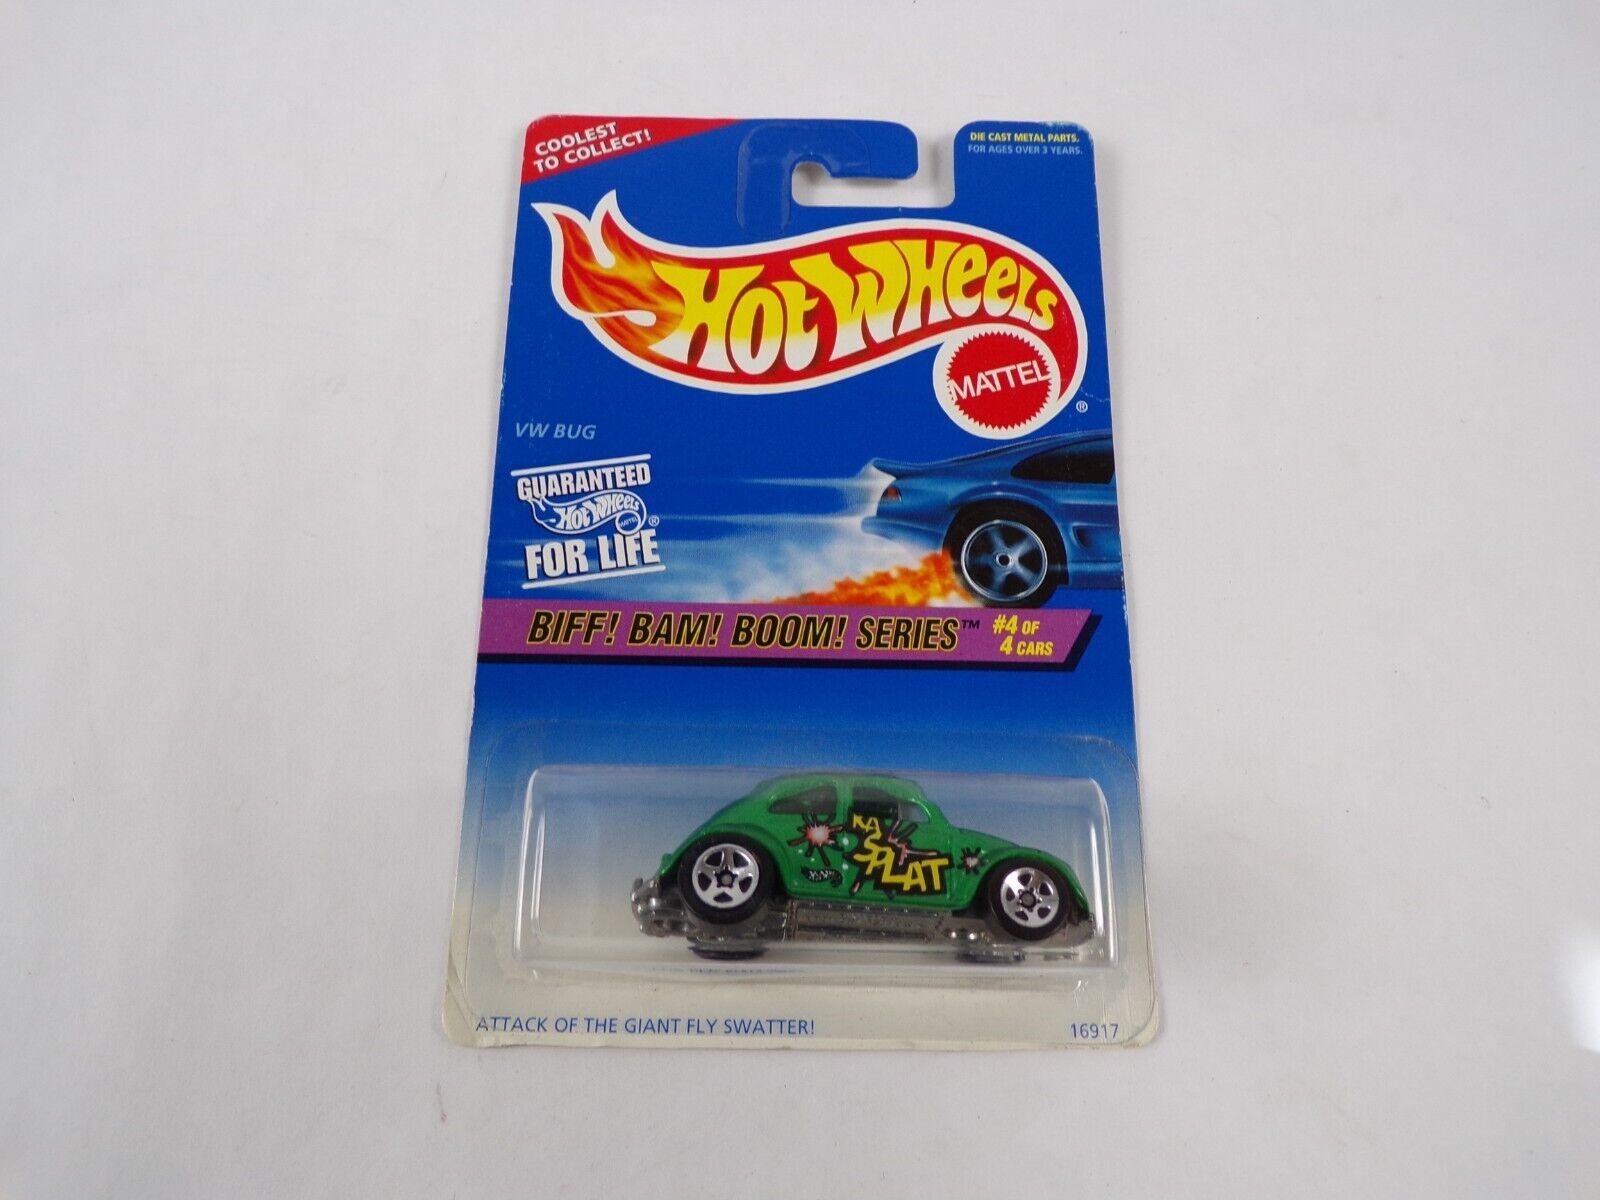 COOLEST
TO COLLECT!
DIE CAST METAL PARTS.
FOR AGES OVER 3 YEARS.
HOT WHEELS
MATTEL
®
VW BUG
GUARANTEED
HOT WHEELS
MATTEL
®
FOR LIFE
BIFF! BAM! BOOM! SERIES™
#4 OF
4 CARS
KA
SPLAT
ATTACK OF THE GIANT FLY SWATTER!
16917